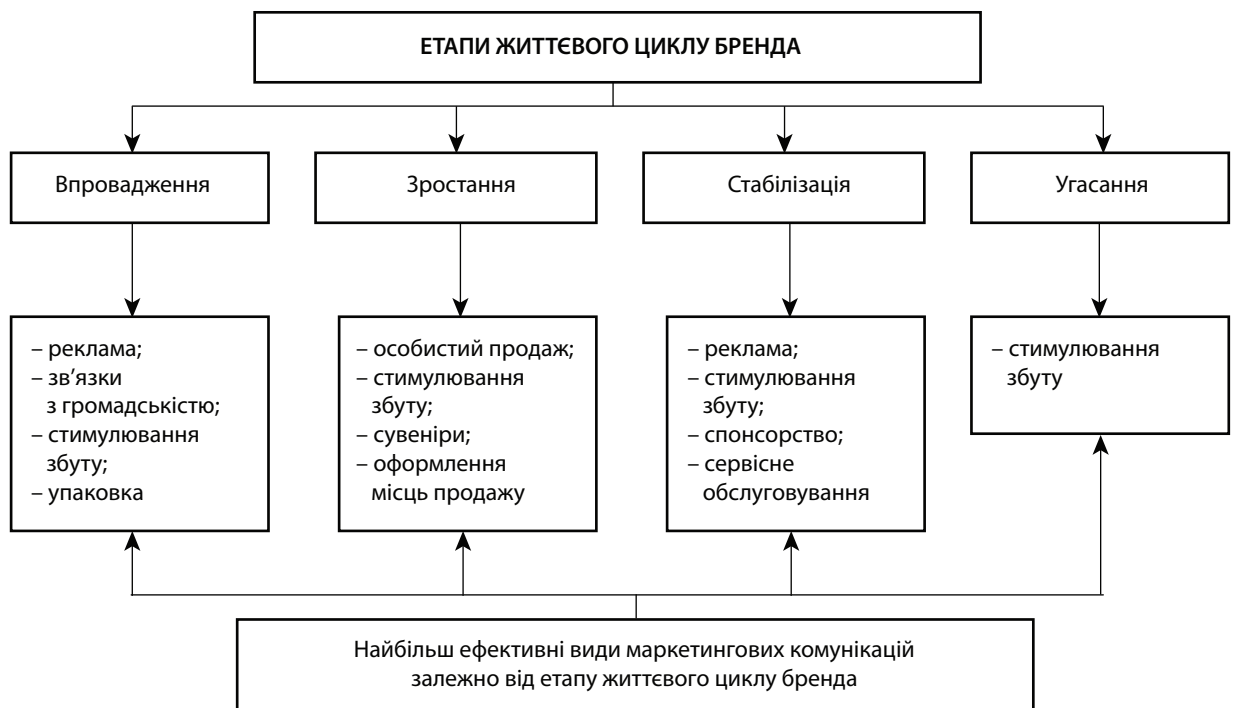 ЕТАПИ ЖИТТЄВОГО ЦИКЛУ БРЕНДА
Впровадження
Зростання
Стабілізація
Угасання
– реклама;
– зв'язки
з громадськістю;
– стимулювання
збуту;
– упаковка
– особистий продаж;
– стимулювання
збуту;
– сувеніри;
– оформлення
місць продажу
– реклама;
– стимулювання
збуту;
– спонсорство;
– сервісне
обслуговування
– стимулювання
збуту
Найбільш ефективні види маркетингових комунікацій
залежно від етапу життєвого циклу бренда